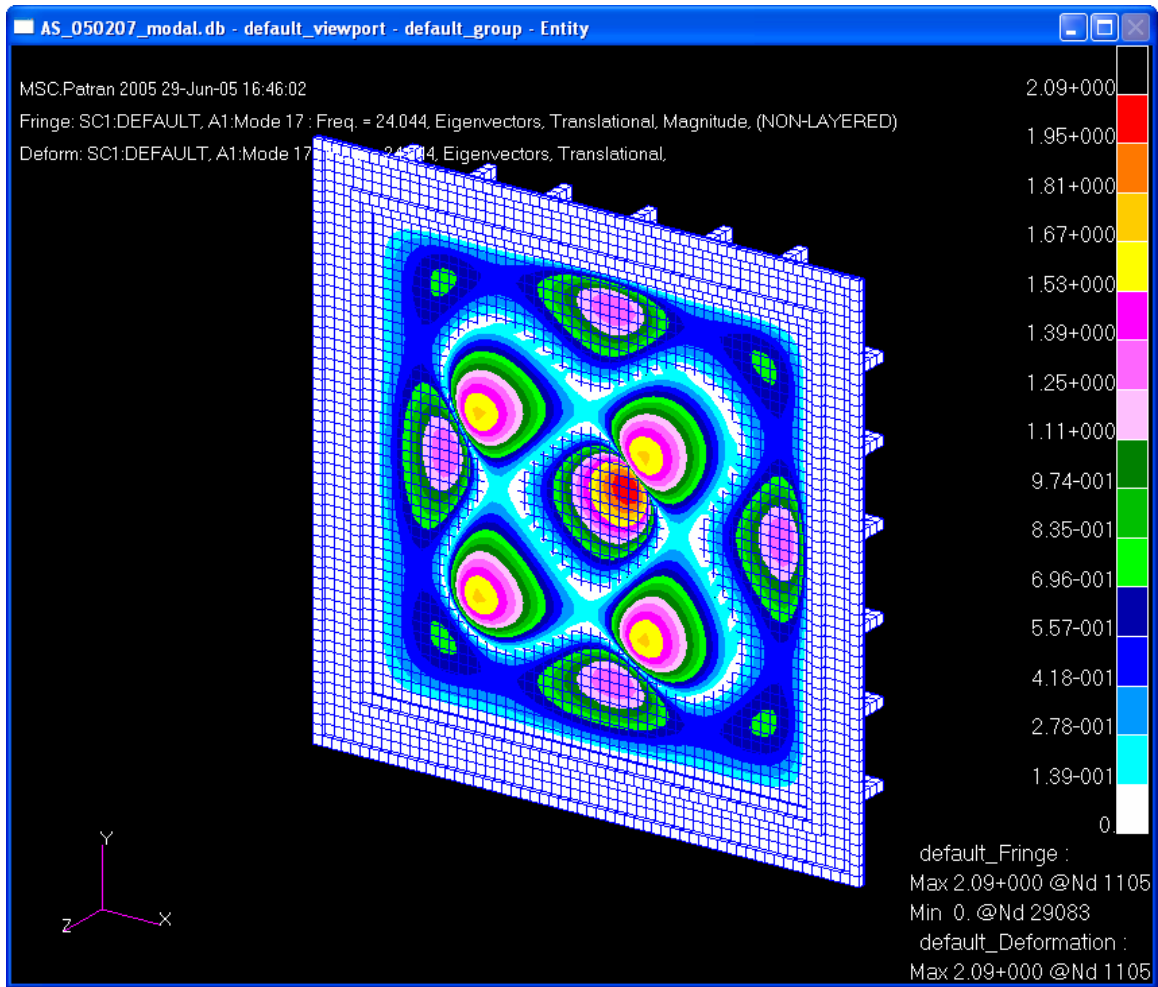 AS_050207_modal.db - default_viewport - default_group - Entity
MSC.Patran 2005 29-Jun-05 16:46:02
Fringe: SC1:DEFAULT, A1:Mode 17 : Freq. = 24.044, Eigenvectors, Translational, Magnitude, (NON-LAYERED)
Deform: SC1:DEFAULT, A1:Mode 17 Eigenvectors, Translational,
2.09+000
1.95+000
1.81+000
1.67+000
1.53+000
1.39+000
1.25+000
1.11+000
9.74-001
8.35-001
6.96-001
5.57-001
4.18-001
2.78-001
1.39-001
0.
default_Fringe :
Max 2.09+000 @Nd 1105
Min 0. @Nd 29083
default_Deformation :
Max 2.09+000 @Nd 1105
Y
Z
X